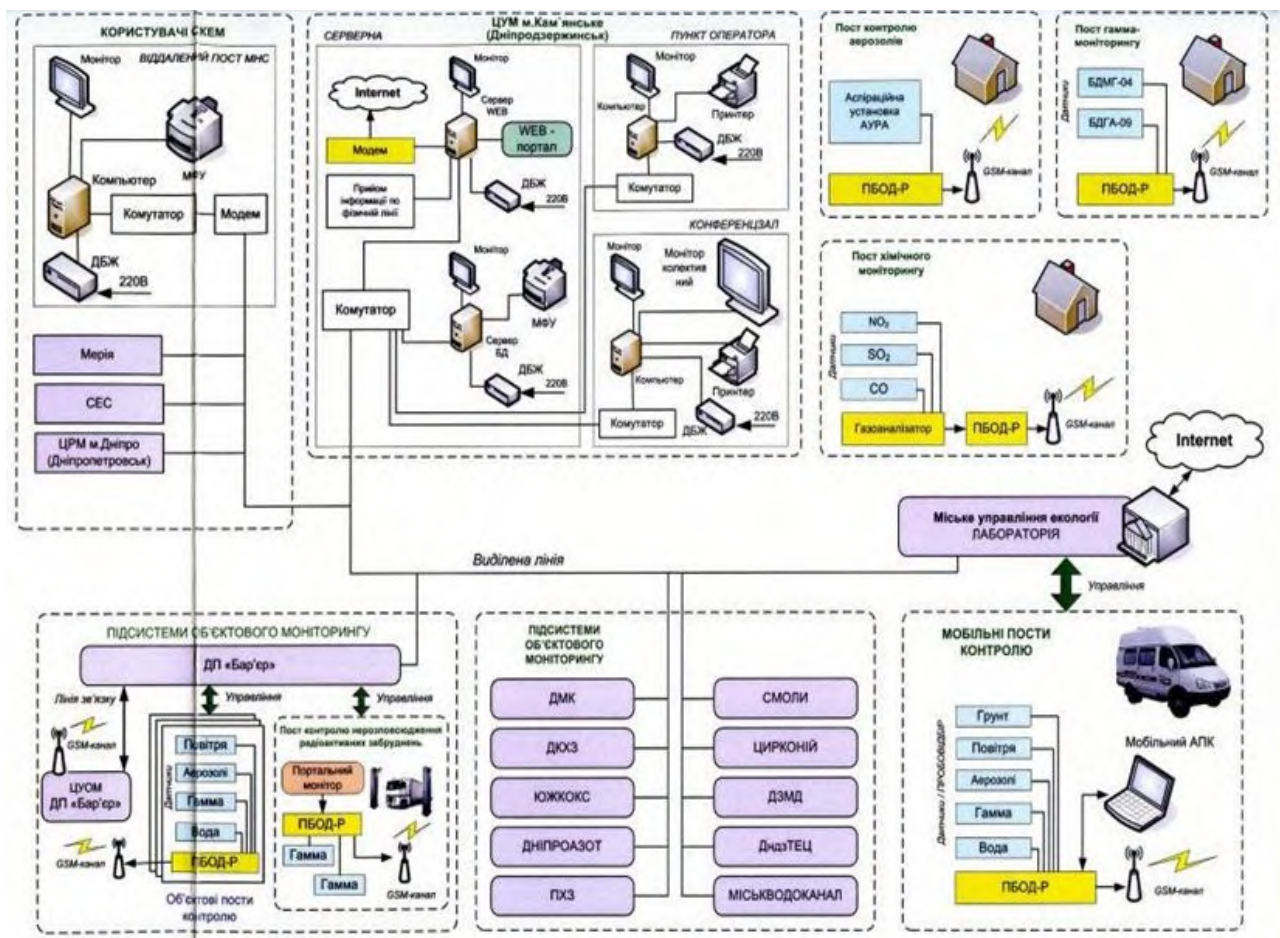 КОРИСТУВАЧІ СКЕМ
ВІДДАЛЕНИЙ ПОСТ МНС
Монітор
МФУ
Компьютер
Комутатор
Модем
ДБЖ
220В
Мерія
СЕС
ЦРМ м.Дніпро
(Дніпропетровськ)
ЦУМ м.Кам`янське
(Дніпродзержинськ)
СЕРВЕРНА
Монітор
Internet
Сервер
WEB
Модем
WEB -
портал
Прийом
інформації по
фізичній лінії
ДБЖ
220В
Монітор
Комутатор
МФУ
Сервер
БД
ДБЖ
220В
ПУНКТ ОПЕРАТОРА
Монітор
Компьютер
Принтер
ДБЖ
220В
Комутатор
КОНФЕРЕНЦЗАЛ
Монітор
Монітор
колектив
ний
Компьютер
Принтер
Комутатор
ДБЖ
220В
Пост контролю
аерозолів
Аспіраційна
установка
АУРА
ПБОД-Р
GSM-канал
Пост гамма-
моніторингу
Датчики
БДМГ-04
БДГА-09
ПБОД-Р
GSM-канал
Пост хімічного
моніторингу
Датчики
NO₂
SO₂
CO
Газоаналізатор
ПБОД-Р
GSM-канал
Internet
Міське управління екології
ЛАБОРАТОРІЯ
Управління
Виділена лінія
ПІДСИСТЕМИ ОБ'ЄКТОВОГО МОНІТОРИНГУ
ДП «Бар'єр»
Лінія зв'язку
Управління
Управління
GSM-канал
ЦУОМ
ДП «Бар'єр»
GSM-канал
Датчики
Повітря
Аерозолі
Гамма
Вода
ПБОД-Р
Об'єктові пости
контролю
Пост контролю нерозповсюдження
радіоактивних забруднень
Портальний
монітор
ПБОД-Р
Гамма
Гамма
GSM-канал
ПІДСИСТЕМИ
ОБ'ЄКТОВОГО
МОНІТОРИНГУ
ДМК
СМОЛИ
ДКХЗ
ЦИРКОНІЙ
ЮЖКОКС
ДЗМД
ДНІПРОАЗОТ
ДндзТЕЦ
ПХЗ
МІСЬКВОДОКАНАЛ
МОБІЛЬНІ ПОСТИ
КОНТРОЛЮ
Датчики / ПРОБОВІДБІР
Грунт
Повітря
Аерозолі
Гамма
Вода
Мобільний АПК
ПБОД-Р
GSM-канал